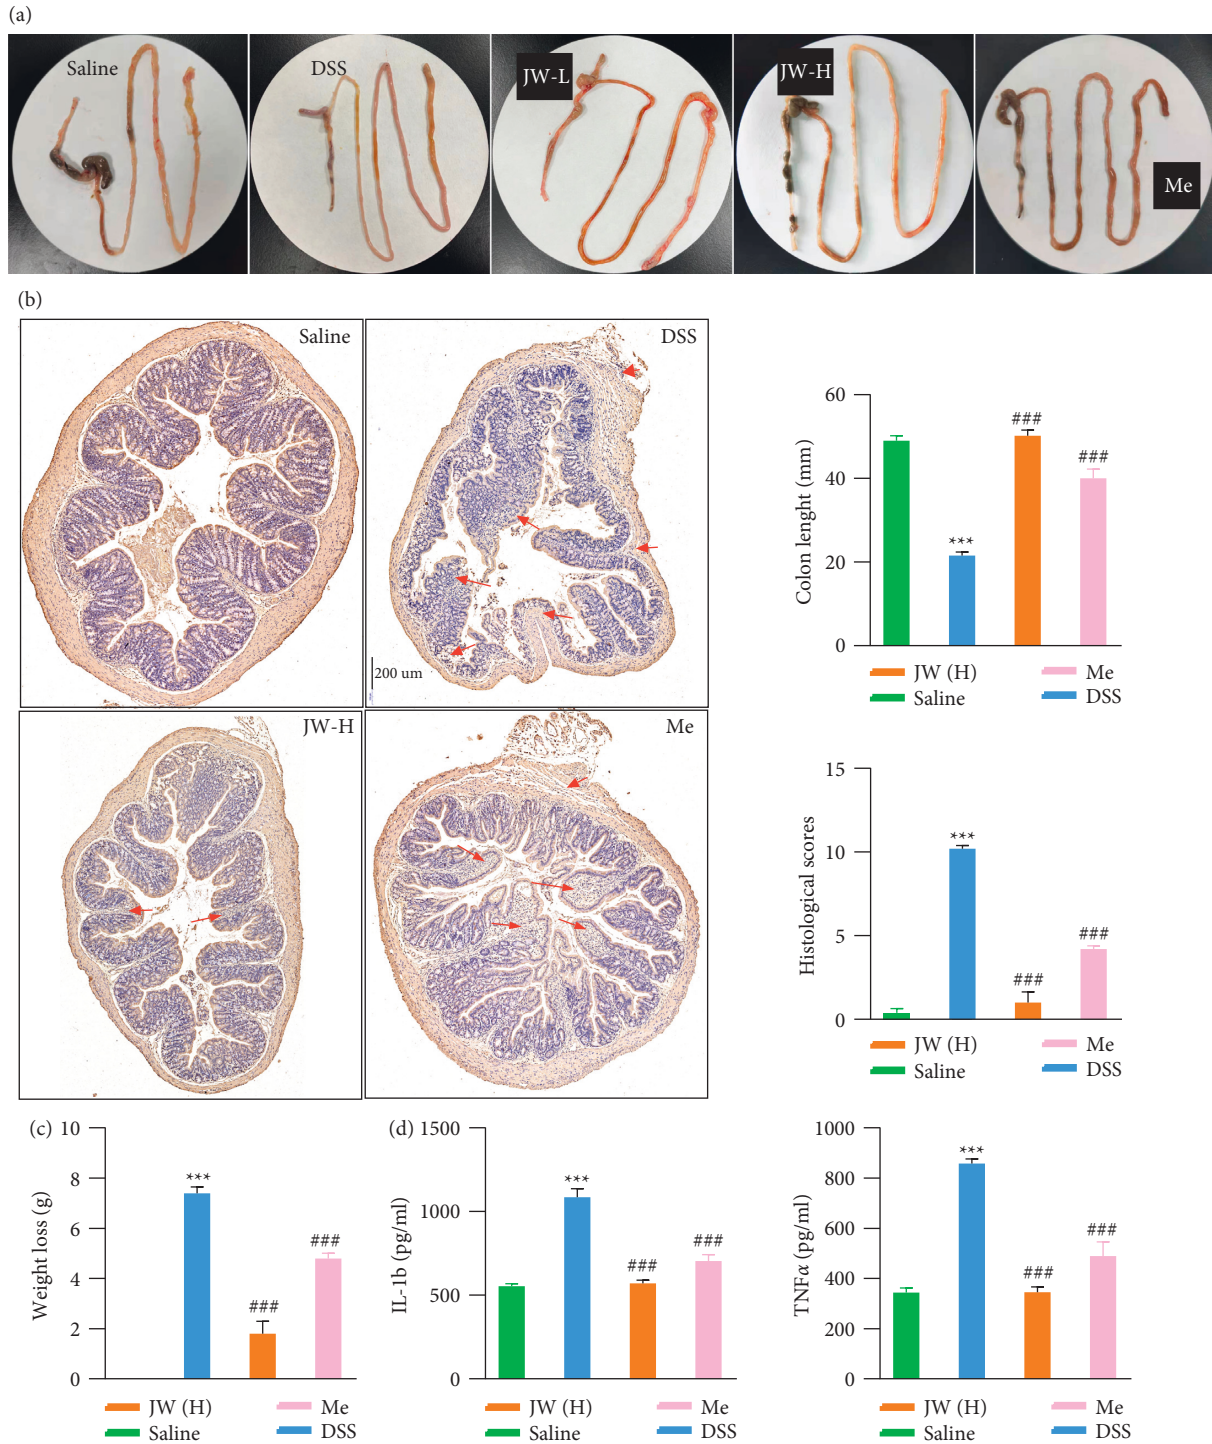 (a)
Saline
DSS
JW-L
JW-H
Me
(b)
Saline
DSS
200 um
JW-H
Me
60
40
20
0
Colon lenght (mm)
***
###
###
JW (H)
Me
Saline
DSS
15
10
5
0
Histological scores
***
###
###
JW (H)
Me
Saline
DSS
(c)
10
8
6
4
2
0
Weight loss (g)
***
###
###
JW (H)
Me
Saline
DSS
(d)
1500
1000
500
0
IL-1b (pg/ml)
***
###
###
JW (H)
Me
Saline
DSS
1000
800
600
400
200
0
TNFα (pg/ml)
***
###
###
JW (H)
Me
Saline
DSS